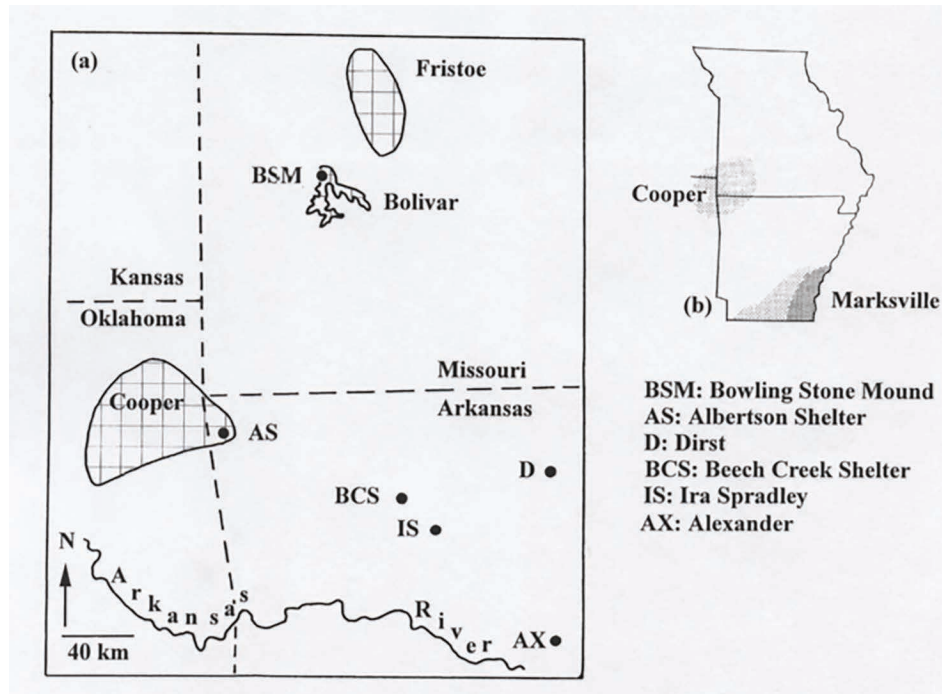 (a)
Fristoe
BSM
Bolivar
Kansas
Oklahoma
Missouri
Arkansas
Cooper
AS
D
BCS
IS
N
Arkansas River
AX
40 km
Cooper
(b)
Marksville
BSM: Bowling Stone Mound
AS: Albertson Shelter
D: Dirst
BCS: Beech Creek Shelter
IS: Ira Spradley
AX: Alexander